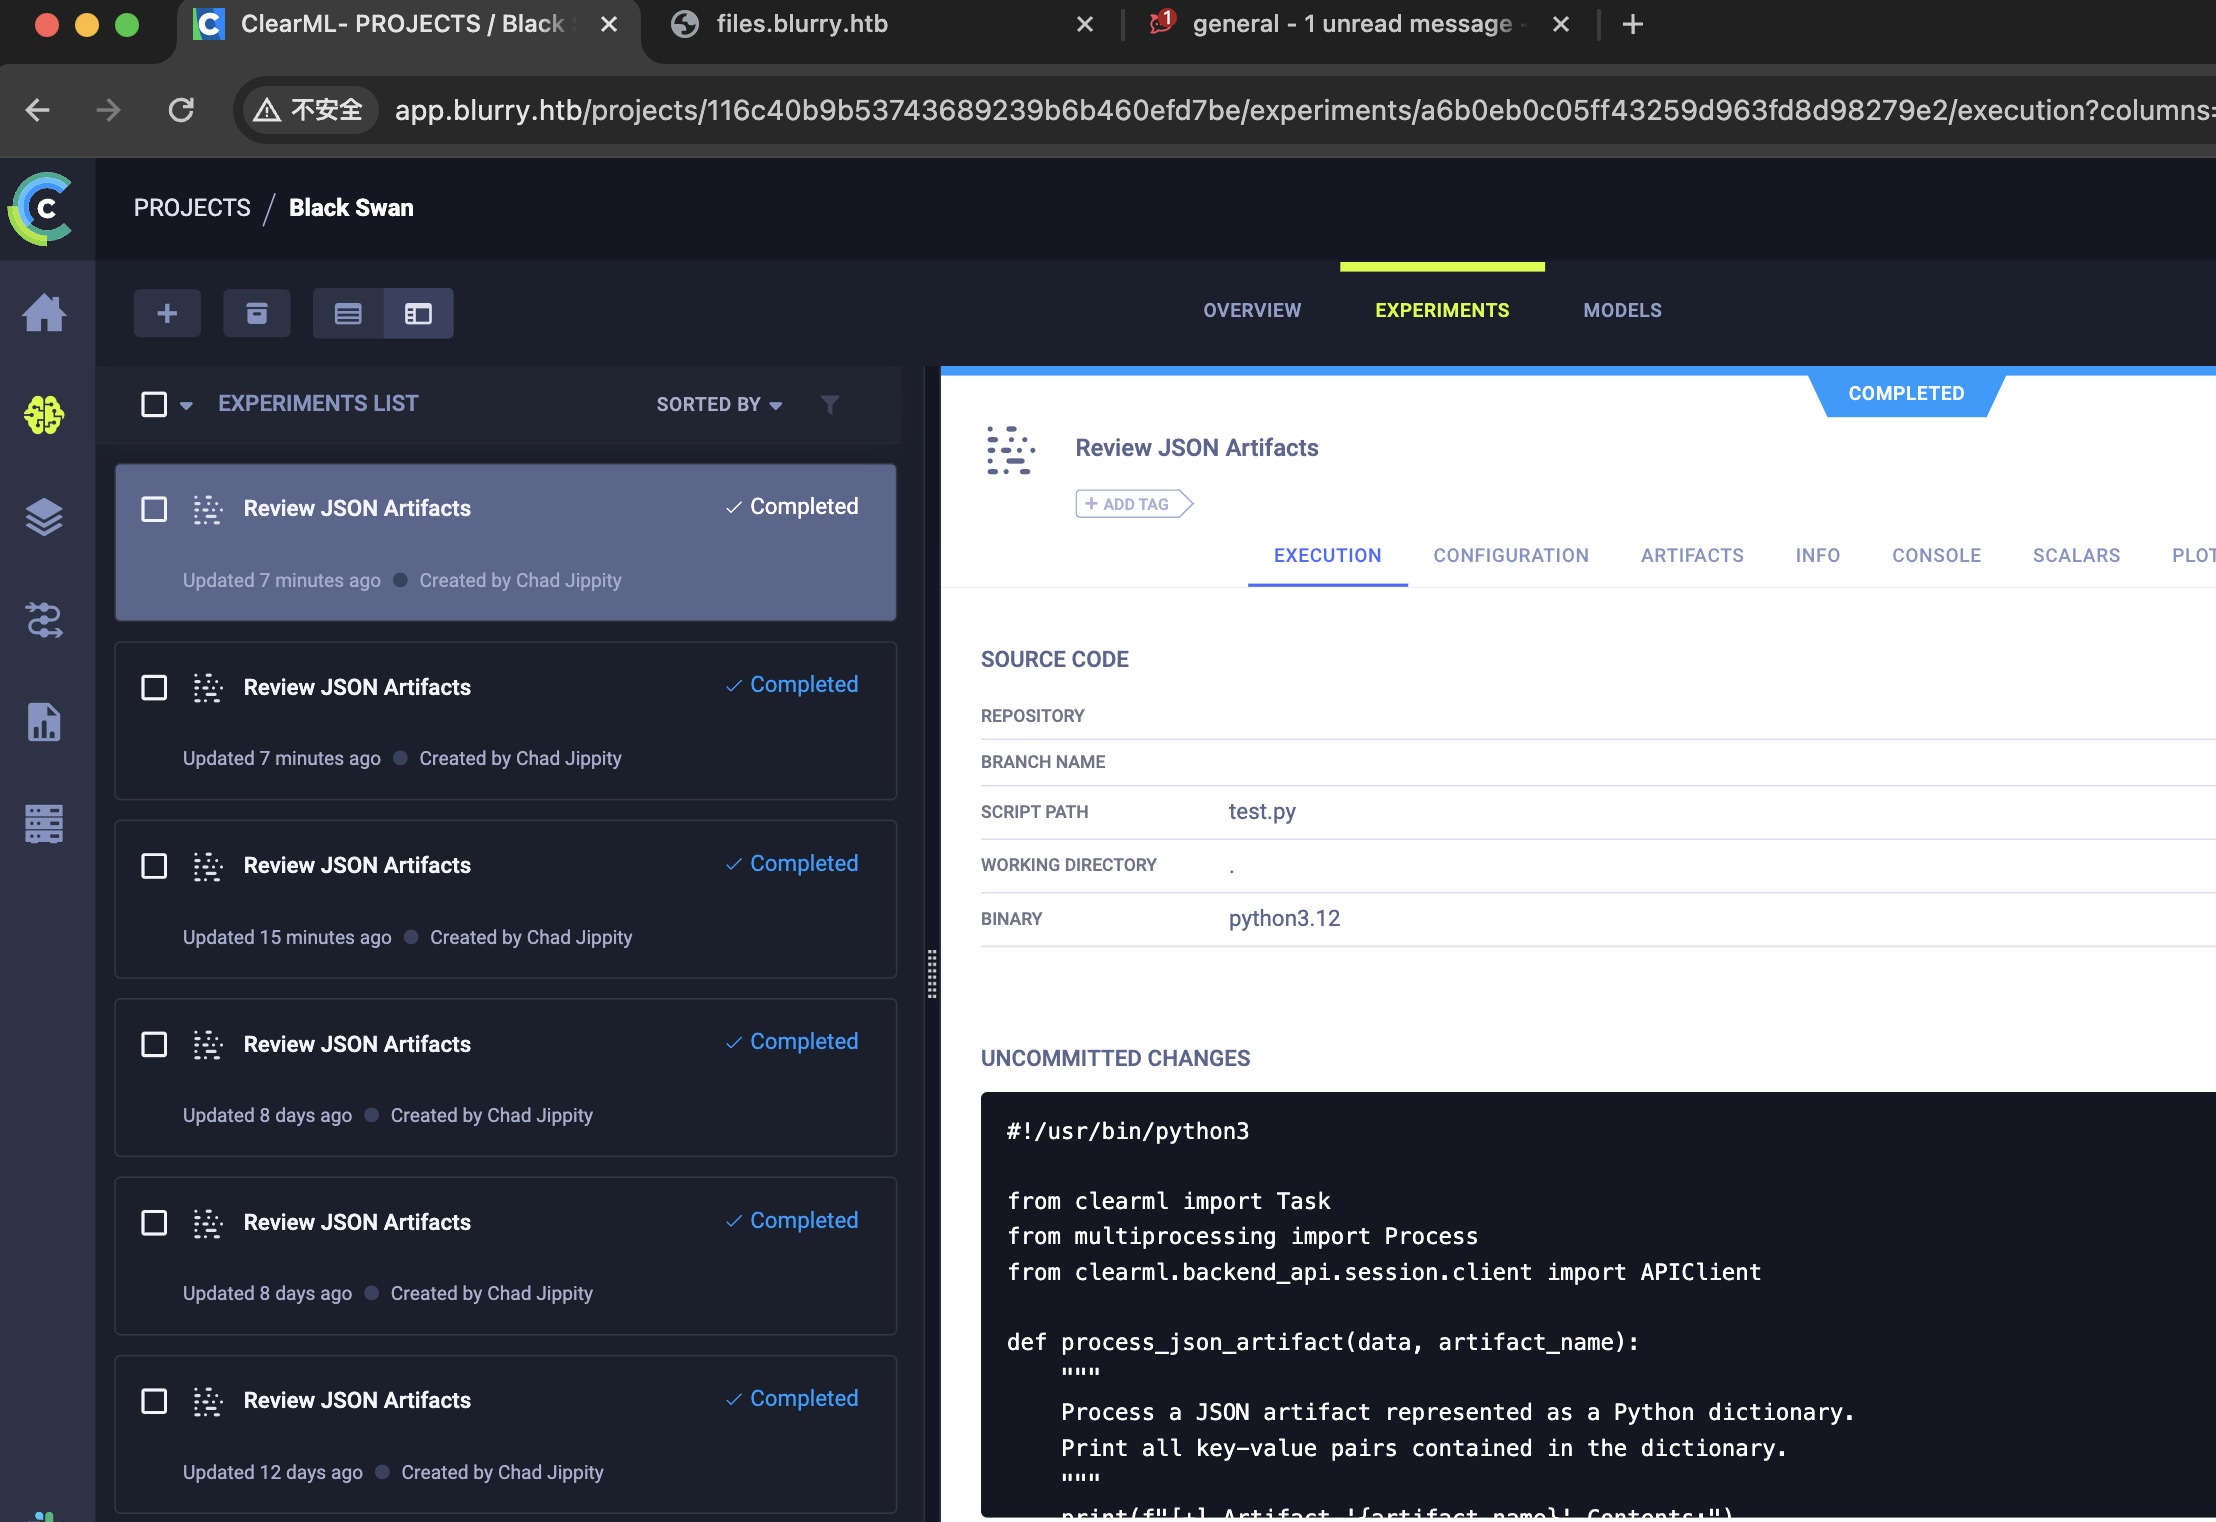 ClearML- PROJECTS / Black
files.blurry.htb
1
general - 1 unread message -
不安全
app.blurry.htb/projects/116c40b9b53743689239b6b460efd7be/experiments/a6b0eb0c05ff43259d963fd8d98279e2/execution?columns=
PROJECTS / Black Swan
OVERVIEW
EXPERIMENTS
MODELS
EXPERIMENTS LIST
SORTED BY
Review JSON Artifacts
Completed
Updated 7 minutes ago
Created by Chad Jippity
Review JSON Artifacts
Completed
Updated 7 minutes ago
Created by Chad Jippity
Review JSON Artifacts
Completed
Updated 15 minutes ago
Created by Chad Jippity
Review JSON Artifacts
Completed
Updated 8 days ago
Created by Chad Jippity
Review JSON Artifacts
Completed
Updated 8 days ago
Created by Chad Jippity
Review JSON Artifacts
Completed
Updated 12 days ago
Created by Chad Jippity
COMPLETED
Review JSON Artifacts
+ ADD TAG
EXECUTION
CONFIGURATION
ARTIFACTS
INFO
CONSOLE
SCALARS
PLOT
SOURCE CODE
REPOSITORY
BRANCH NAME
SCRIPT PATH test.py
WORKING DIRECTORY .
BINARY python3.12
UNCOMMITTED CHANGES
#!/usr/bin/python3
from clearml import Task
from multiprocessing import Process
from clearml.backend_api.session.client import APIClient
def process_json_artifact(data, artifact_name):
"""
Process a JSON artifact represented as a Python dictionary.
Print all key-value pairs contained in the dictionary.
"""
print(f"[+] Artifact '{artifact_name}' Contents:")